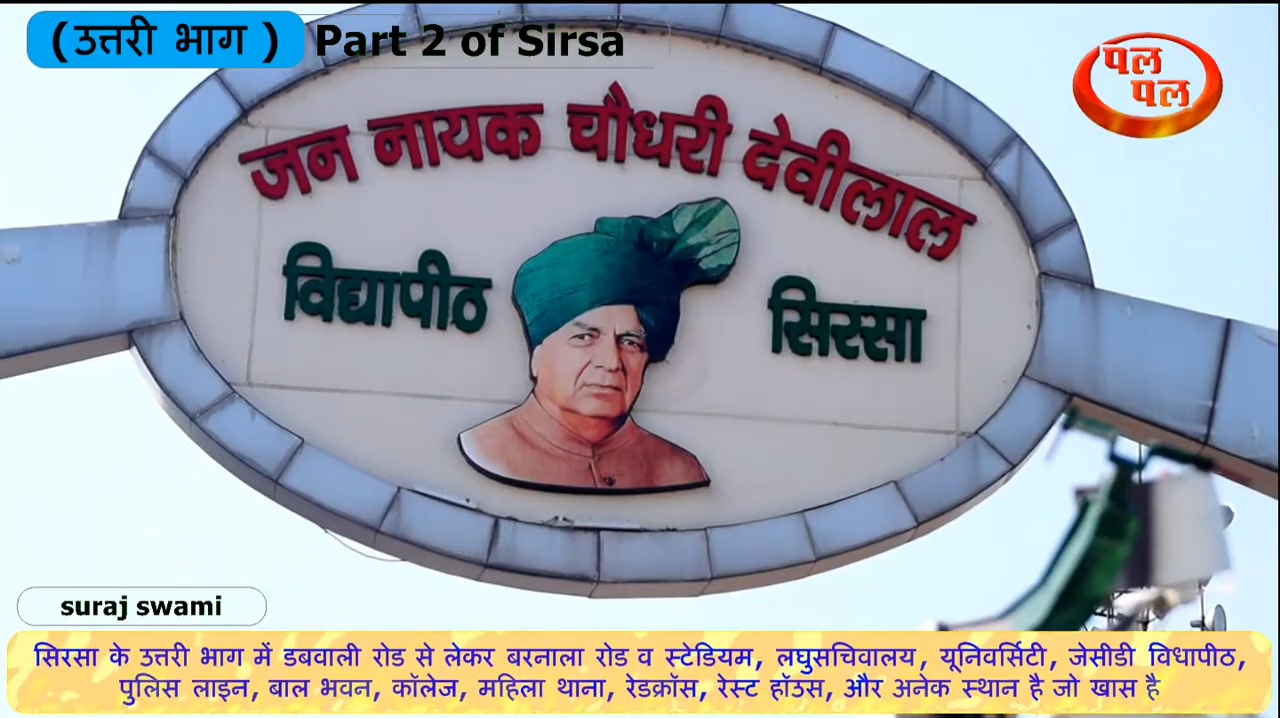 (उत्तरी भाग ) Part 2 of Sirsa
पल
पल
जन नायक चौधरी देवीलाल
विद्यापीठ सिरसा
suraj swami
सिरसा के उत्तरी भाग में डबवाली रोड से लेकर बरनाला रोड व स्टेडियम, लघुसचिवालय, यूनिवर्सिटी, जेसीडी विधापीठ,
पुलिस लाइन, बाल भवन, कॉलेज, महिला थाना, रेडक्रॉस, रेस्ट हॉउस, और अनेक स्थान है जो खास है